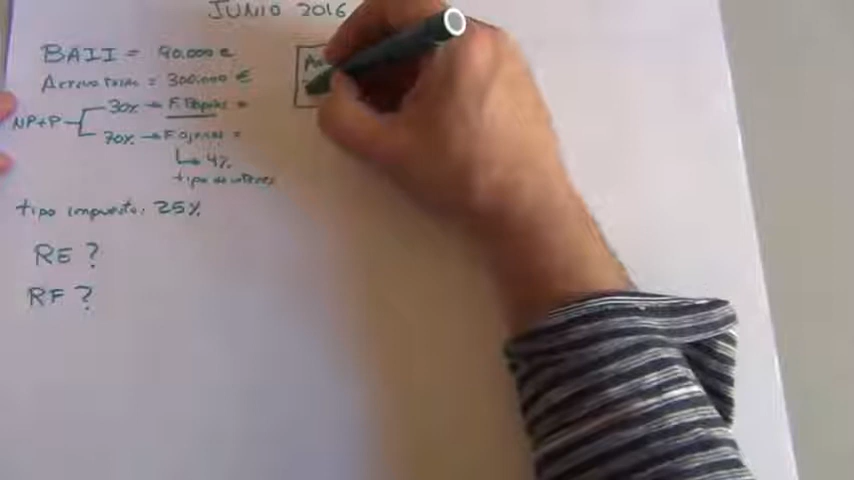 JUNIO 2016
BAII = 90.000 €
Activo total = 300.000 €
NP+P
30% → F. Propios =
70% → F. Ajenos =
↳ 4%
tipo de interés
tipo impuesto: 25%
RE ?
RF ?